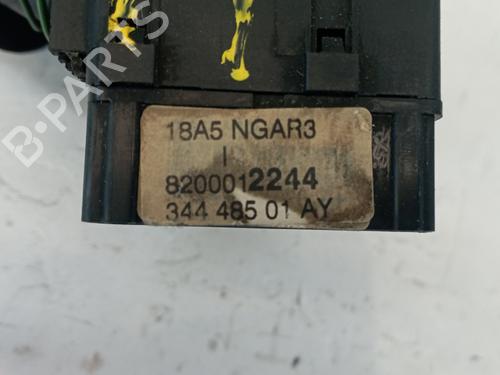 18A5 NGAR3
I
8200012244
344 485 01 AY
B-PARTS